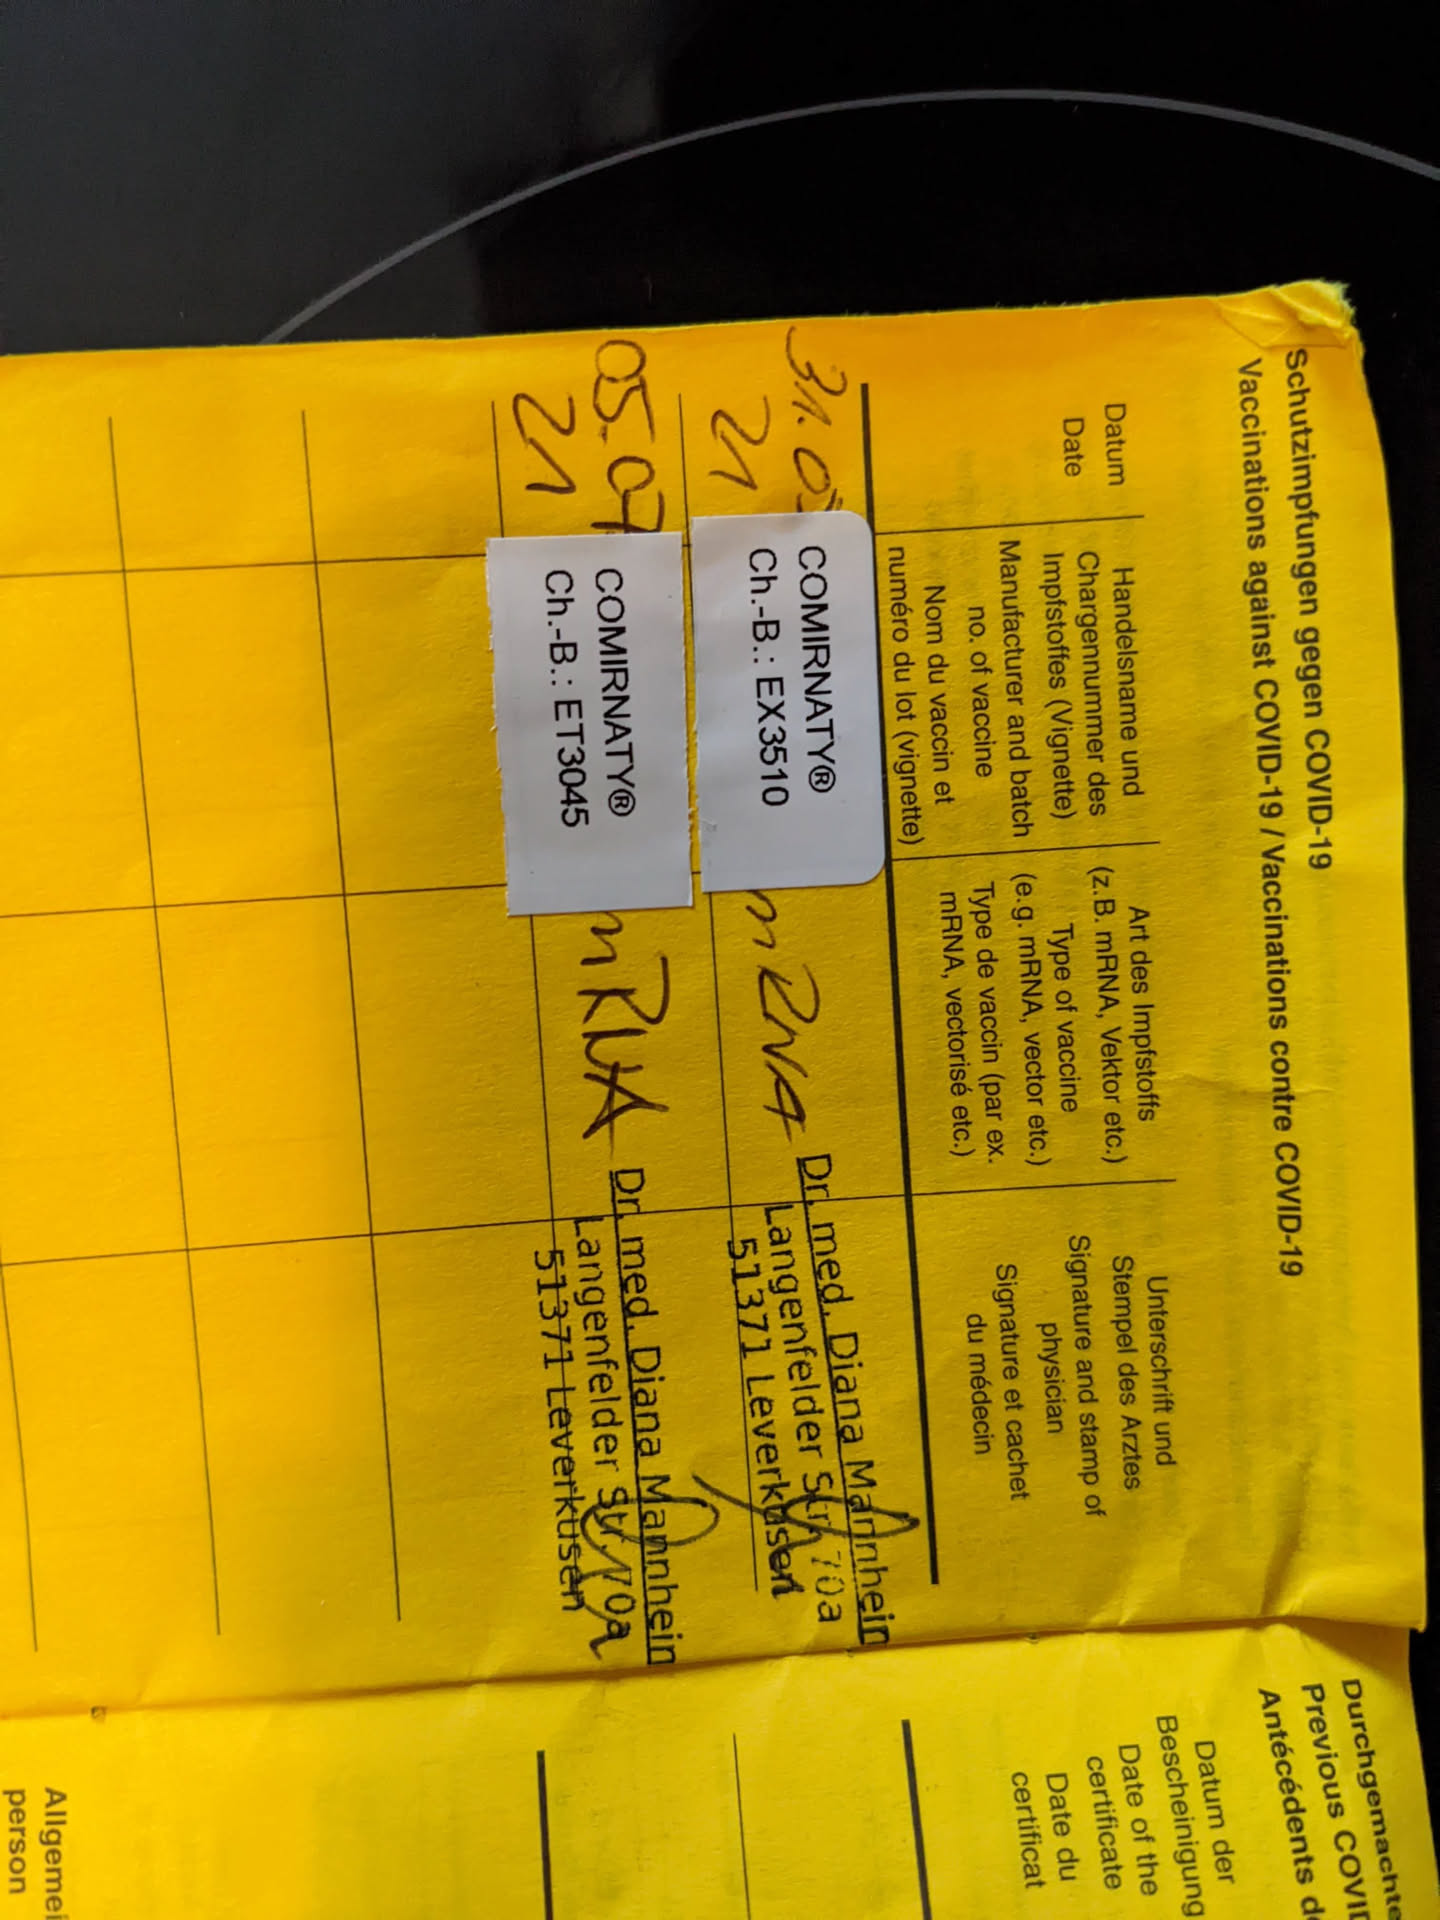 Schutzimpfungen gegen COVID-19
Vaccinations against COVID-19 / Vaccinations contre COVID-19
Datum
Date
Handelsname und
Chargennummer des
Impfstoffes (Vignette)
Manufacturer and batch
no. of vaccine
Nom du vaccin et
numéro du lot (vignette)
Art des Impfstoffs
(z.B. mRNA, Vektor etc.)
Type of vaccine
(e.g. mRNA, vector etc.)
Type de vaccin (par ex.
mRNA, vectorisé etc.)
Unterschrift und
Stempel des Arztes
Signature and stamp of
physician
Signature et cachet
du médecin
31.05
21
COMIRNATY®
Ch.-B.: EX3510
mRNA
Dr. med. Diana Mannhein
Langenfelder Str. 70a
51371 Leverkusen
05.07
21
COMIRNATY®
Ch.-B.: ET3045
mRNA
Dr. med. Diana Mannhein
Langenfelder Str. 70a
51371 Leverkusen
Durchgemachte
Previous COVI
Antécédents d
Datum der
Bescheinigung
Date of the
certificate
Date du
certificat
Allgemei
person